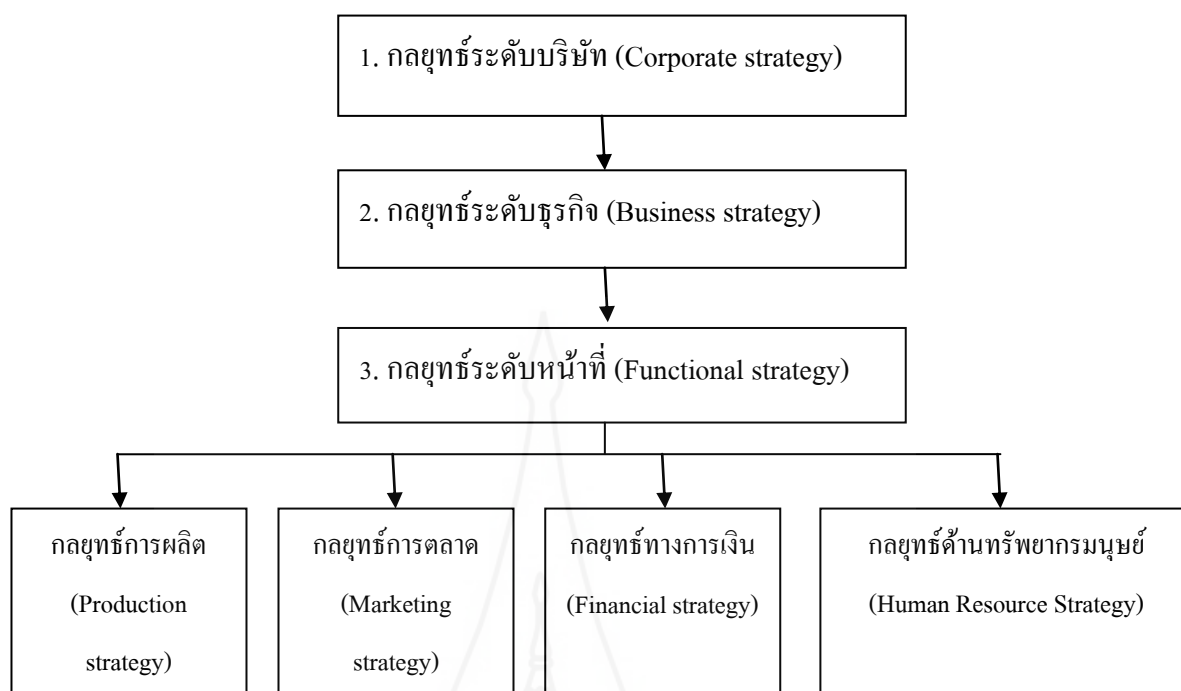 1. กลยุทธ์ระดับบริษัท (Corporate strategy)
2. กลยุทธ์ระดับธุรกิจ (Business strategy)
3. กลยุทธ์ระดับหน้าที่ (Functional strategy)
กลยุทธ์การผลิต
(Production
strategy)
กลยุทธ์การตลาด
(Marketing
strategy)
กลยุทธ์ทางการเงิน
(Financial strategy)
กลยุทธ์ด้านทรัพยากรมนุษย์
(Human Resource Strategy)